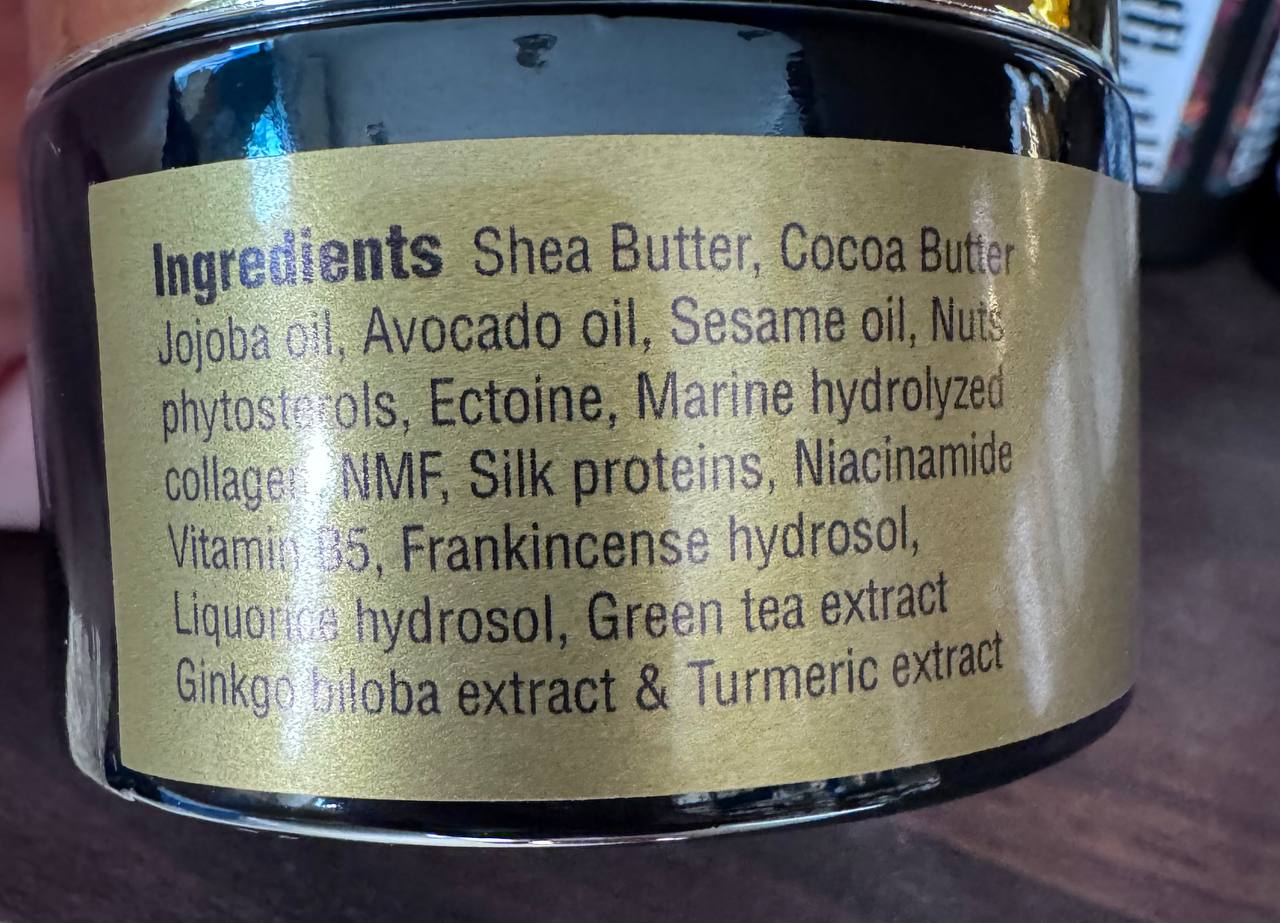 Ingredients Shea Butter, Cocoa Butter
Jojoba oil, Avocado oil, Sesame oil, Nuts
phytosterols, Ectoine, Marine hydrolyzed
collagen NMF, Silk proteins, Niacinamide
Vitamin B5, Frankincense hydrosol,
Liquorice hydrosol, Green tea extract
Ginkgo biloba extract & Turmeric extract